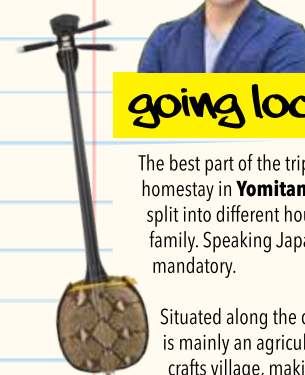 going loc
The best part of the trip
homestay in Yomitan
split into different hou
family. Speaking Japa
mandatory.
Situated along the c
is mainly an agricul
crafts village, maki